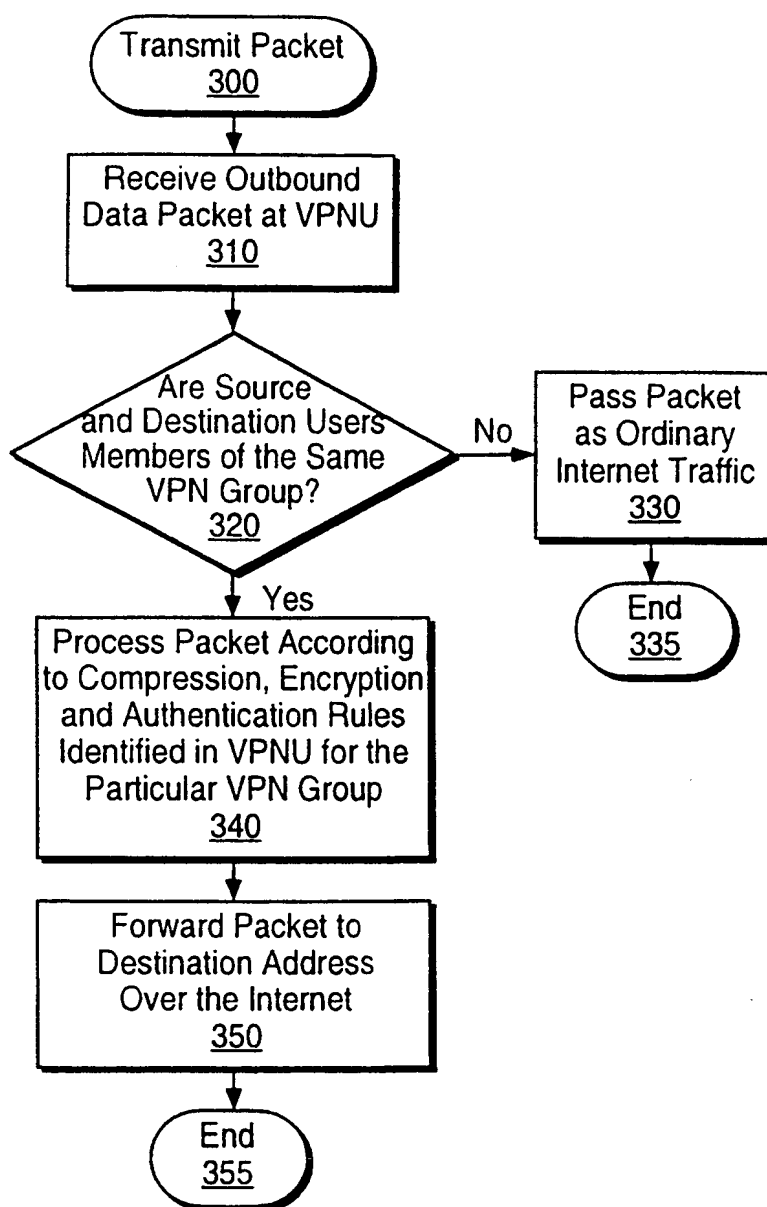 Transmit Packet
300
Receive Outbound
Data Packet at VPNU
310
Are Source
and Destination Users
Members of the Same
VPN Group?
320
No
Pass Packet
as Ordinary
Internet Traffic
330
End
335
Yes
Process Packet According
to Compression, Encryption
and Authentication Rules
Identified in VPNU for the
Particular VPN Group
340
Forward Packet to
Destination Address
Over the Internet
350
End
355